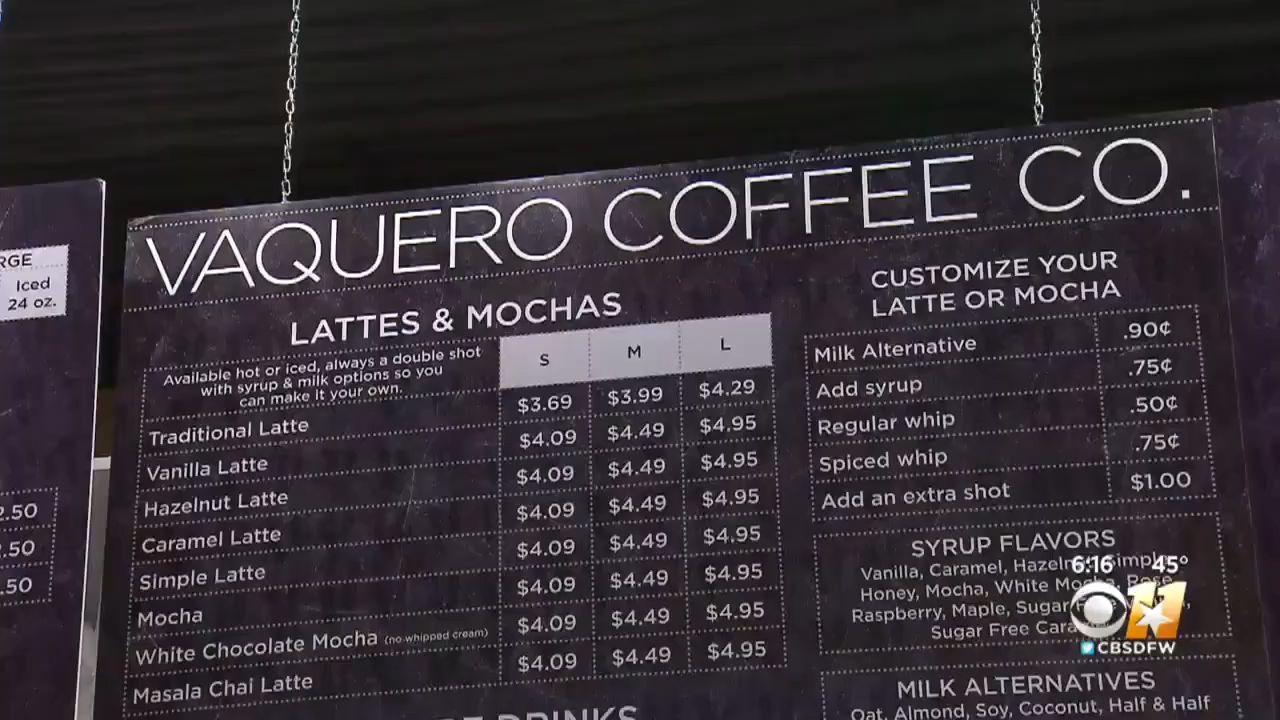 RGE
Iced
24 oz.
2.50
.50
.50
VAQUERO COFFEE CO.
LATTES & MOCHAS
Available hot or iced, always a double shot
with syrup & milk options so you
can make it your own.
S M L
Traditional Latte $3.69 $3.99 $4.29
Vanilla Latte $4.09 $4.49 $4.95
Hazelnut Latte $4.09 $4.49 $4.95
Caramel Latte $4.09 $4.49 $4.95
Simple Latte $4.09 $4.49 $4.95
Mocha $4.09 $4.49 $4.95
White Chocolate Mocha (no whipped cream) $4.09 $4.49 $4.95
Masala Chai Latte $4.09 $4.49 $4.95
DRINKS
CUSTOMIZE YOUR
LATTE OR MOCHA
Milk Alternative .90¢
Add syrup .75¢
Regular whip .50¢
Spiced whip .75¢
Add an extra shot $1.00
SYRUP FLAVORS
Vanilla, Caramel, Hazelnut, Simple,
Honey, Mocha, White Mocha, Rose,
Raspberry, Maple, Sugar
Sugar Free
MILK ALTERNATIVES
Oat, Almond, Soy, Coconut, Half & Half
6:16 45°
11
CBSDFW